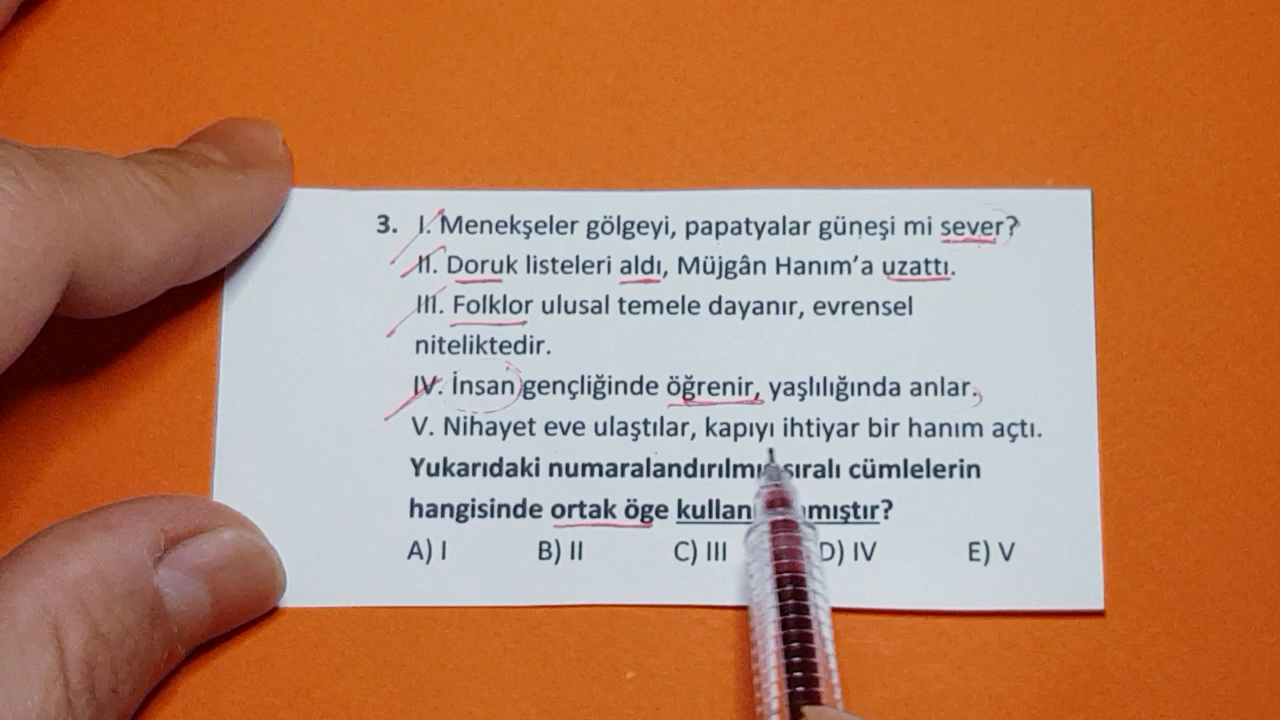 3. I. Menekşeler gölgeyi, papatyalar güneşi mi sever?
II. Doruk listeleri aldı, Müjgân Hanım'a uzattı.
III. Folklor ulusal temele dayanır, evrensel
niteliktedir.
IV. İnsan gençliğinde öğrenir, yaşlılığında anlar.
V. Nihayet eve ulaştılar, kapıyı ihtiyar bir hanım açtı.
Yukarıdaki numaralandırılmış sıralı cümlelerin
hangisinde ortak öge
A) I B) II C) III D) IV E) V